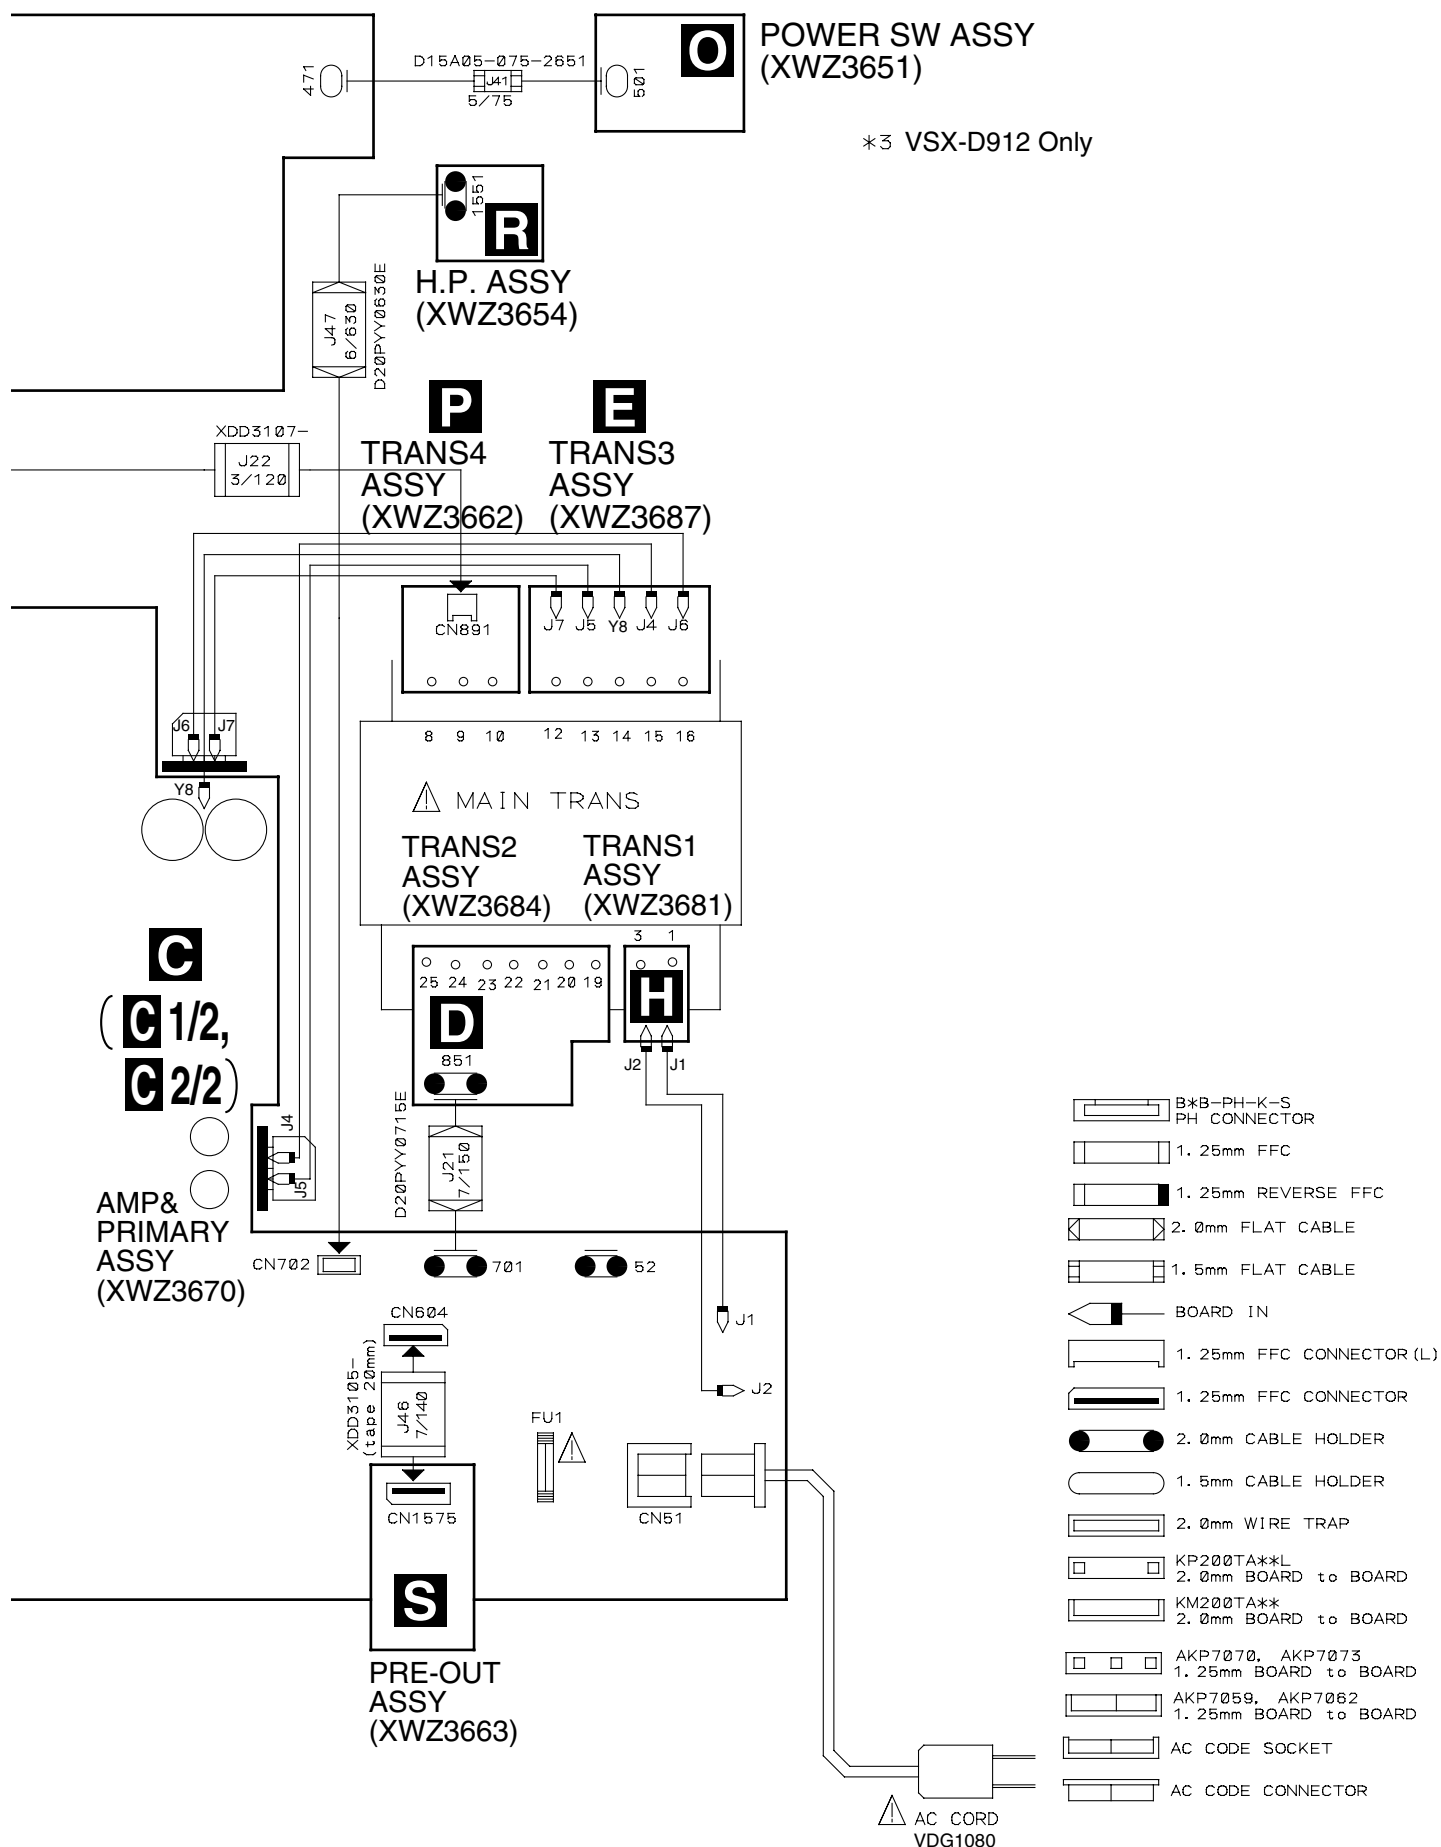 471
D15A05-075-2651
J41
5/75
501
O
POWER SW ASSY
(XWZ3651)
*3 VSX-D912 Only
1551
R
H.P. ASSY
(XWZ3654)
J47
6/630
D20PYY0630E
XDD3107-
J22
3/120
P
TRANS4
ASSY
(XWZ3662)
E
TRANS3
ASSY
(XWZ3687)
CN891
J7 J5 Y8 J4 J6
J6 J7
Y8
8 9 10 12 13 14 15 16
⚠ MAIN TRANS
TRANS2
ASSY
(XWZ3684)
TRANS1
ASSY
(XWZ3681)
3 1
25 24 23 22 21 20 19
H
D
J2 J1
851
C
( C 1/2,
C 2/2 )
J4
J5
D20PYY0715E
J21
7/150
AMP&
PRIMARY
ASSY
(XWZ3670)
CN702
701
52
CN604
J1
J2
XDD3105-
(tape 20mm)
J46
7/140
FU1
CN1575
CN51
S
PRE-OUT
ASSY
(XWZ3663)
AC CORD
VDG1080
B*B-PH-K-S
PH CONNECTOR
1.25mm FFC
1.25mm REVERSE FFC
2.0mm FLAT CABLE
1.5mm FLAT CABLE
BOARD IN
1.25mm FFC CONNECTOR(L)
1.25mm FFC CONNECTOR
2.0mm CABLE HOLDER
1.5mm CABLE HOLDER
2.0mm WIRE TRAP
KP200TA**L
2.0mm BOARD to BOARD
KM200TA**
2.0mm BOARD to BOARD
AKP7070, AKP7073
1.25mm BOARD to BOARD
AKP7059, AKP7062
1.25mm BOARD to BOARD
AC CODE SOCKET
AC CODE CONNECTOR